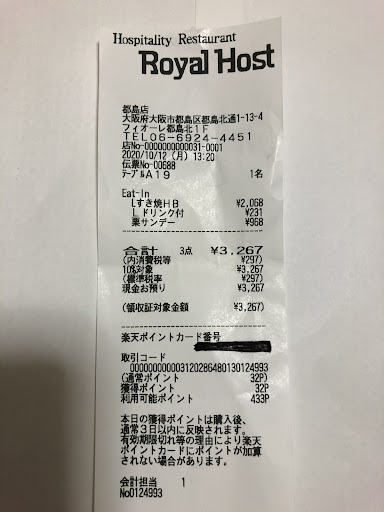 Hospitality Restaurant
Royal Host
都島店
大阪府大阪市都島区都島北通1-13-4
フィオーレ都島北1F
TEL06-6924-4451
店No-000000000031-0001
2020/10/12(月) 13:20
伝票No-00688
テーブルA19 1名
Eat-In
Lすき焼HB ¥2,068
L ドリンク付 ¥231
栗サンデー ¥968
合計 3点 ¥3,267
(内消費税等 ¥297)
10%対象 ¥3,267
(標準税率 ¥297)
現金お預り ¥3,267
(領収証対象金額 ¥3,267)
楽天ポイントカード番号
取引コード
00000000000312028648013012​4993
(通常ポイント 32P)
獲得ポイント 32P
利用可能ポイント 433P
本日の獲得ポイントは購入後、
通常3日以内に反映されます。
有効期限切れ等の理由により楽天
ポイントカードにポイントが加算
されない場合があります。
会計担当 1
No0124993